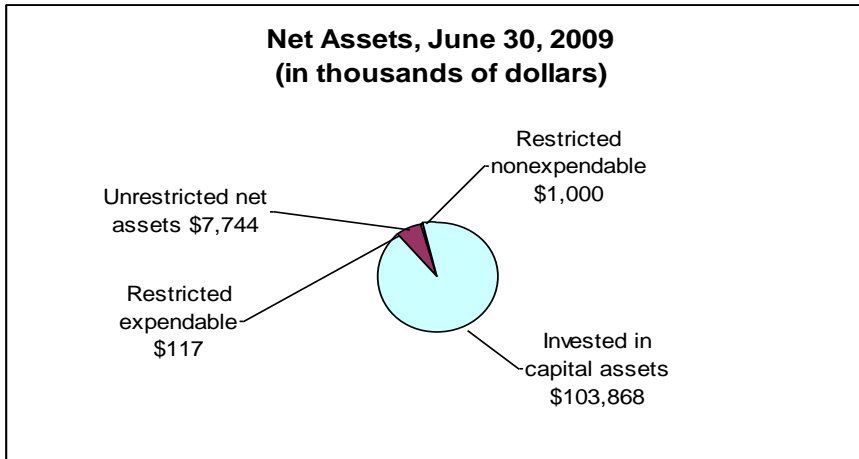 Net Assets, June 30, 2009
(in thousands of dollars)
Restricted
nonexpendable
$1,000
Unrestricted net
assets $7,744
Restricted
expendable
$117
Invested in
capital assets
$103,868